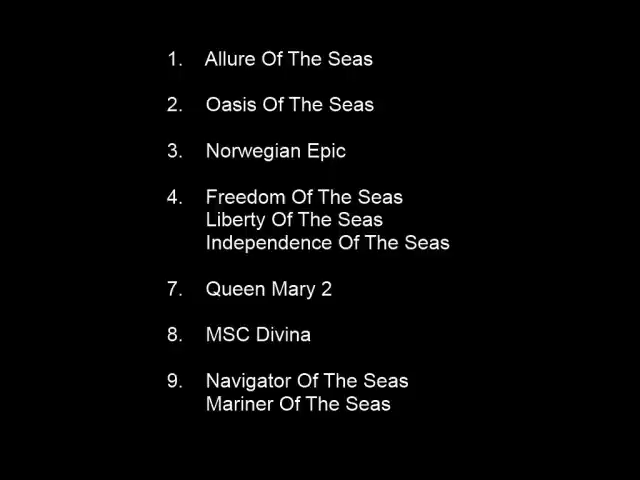 1. Allure Of The Seas
2. Oasis Of The Seas
3. Norwegian Epic
4. Freedom Of The Seas
Liberty Of The Seas
Independence Of The Seas
7. Queen Mary 2
8. MSC Divina
9. Navigator Of The Seas
Mariner Of The Seas